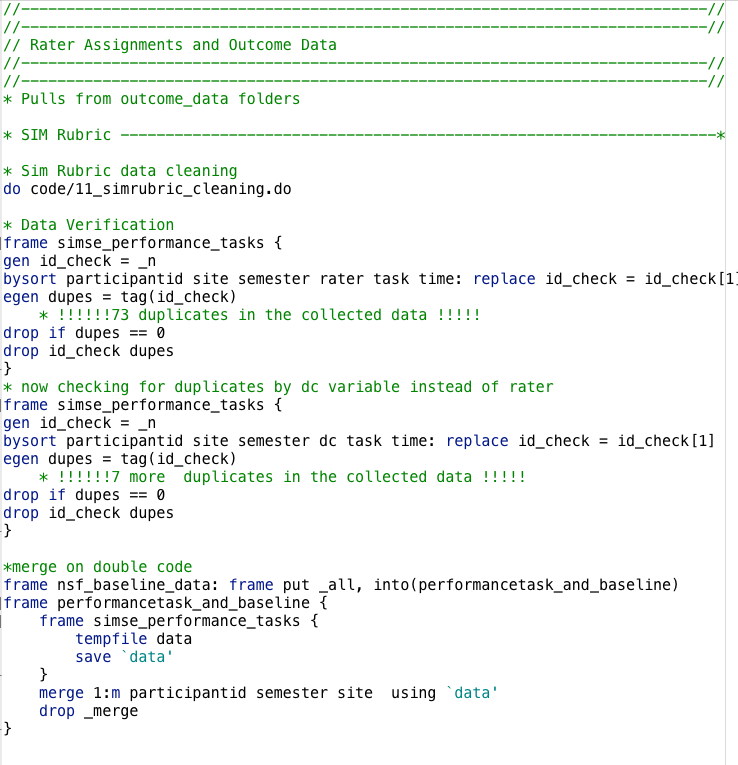 //----------------------------------------------------------------------------//
//----------------------------------------------------------------------------//
// Rater Assignments and Outcome Data
//----------------------------------------------------------------------------//
//----------------------------------------------------------------------------//
* Pulls from outcome_data folders
* SIM Rubric ------------------------------------------------------------------*
* Sim Rubric data cleaning
do code/11_simrubric_cleaning.do
* Data Verification
frame simse_performance_tasks {
gen id_check = _n
bysort participantid site semester rater task time: replace id_check = id_check[1]
egen dupes = tag(id_check)
    * !!!!!!73 duplicates in the collected data !!!!!
drop if dupes == 0
drop id_check dupes
}
* now checking for duplicates by dc variable instead of rater
frame simse_performance_tasks {
gen id_check = _n
bysort participantid site semester dc task time: replace id_check = id_check[1]
egen dupes = tag(id_check)
    * !!!!!!7 more  duplicates in the collected data !!!!!
drop if dupes == 0
drop id_check dupes
}
*merge on double code
frame nsf_baseline_data: frame put _all, into(performancetask_and_baseline)
frame performancetask_and_baseline {
    frame simse_performance_tasks {
        tempfile data
        save `data'
    }
    merge 1:m participantid semester site  using `data'
    drop _merge
}